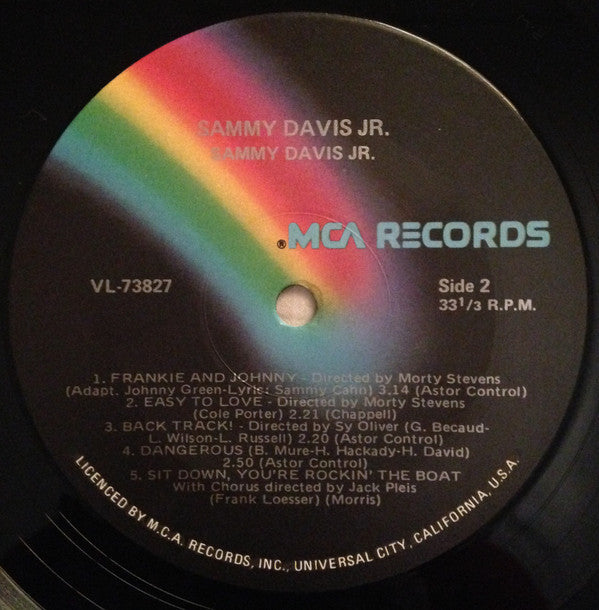 SAMMY DAVIS JR.
SAMMY DAVIS JR.
®MCA RECORDS
VL-73827
Side 2
33 1/3 R.P.M.
1. FRANKIE AND JOHNNY - Directed by Morty Stevens
(Adapt. Johnny Green-Lyris: Sammy Cahn) 3.14 (Astor Control)
2. EASY TO LOVE - Directed by Morty Stevens
(Cole Porter) 2.21 (Chappell)
3. BACK TRACK! - Directed by Sy Oliver (G. Becaud-
L. Wilson-L. Russell) 2.20 (Astor Control)
4. DANGEROUS (B. Mure-H. Hackady-H. David)
2.50 (Astor Control)
5. SIT DOWN, YOU'RE ROCKIN' THE BOAT
With Chorus directed by Jack Pleis
(Frank Loesser) (Morris)
LICENCED BY M.C.A. RECORDS, INC., UNIVERSAL CITY, CALIFORNIA, U.S.A.